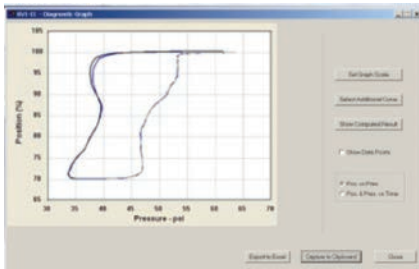 Diagnostic Graph
105
100
95
90
85
80
75
70
65
Position (%)
30 35 40 45 50 55 60 65 70
Pressure - psi
Set Graph Scale
Select Additional Curve
Show Computed Result
Show Data Points
Pos. vs Pres.
Pos. & Pres. vs Time
Export to Excel
Capture to Clipboard
Close